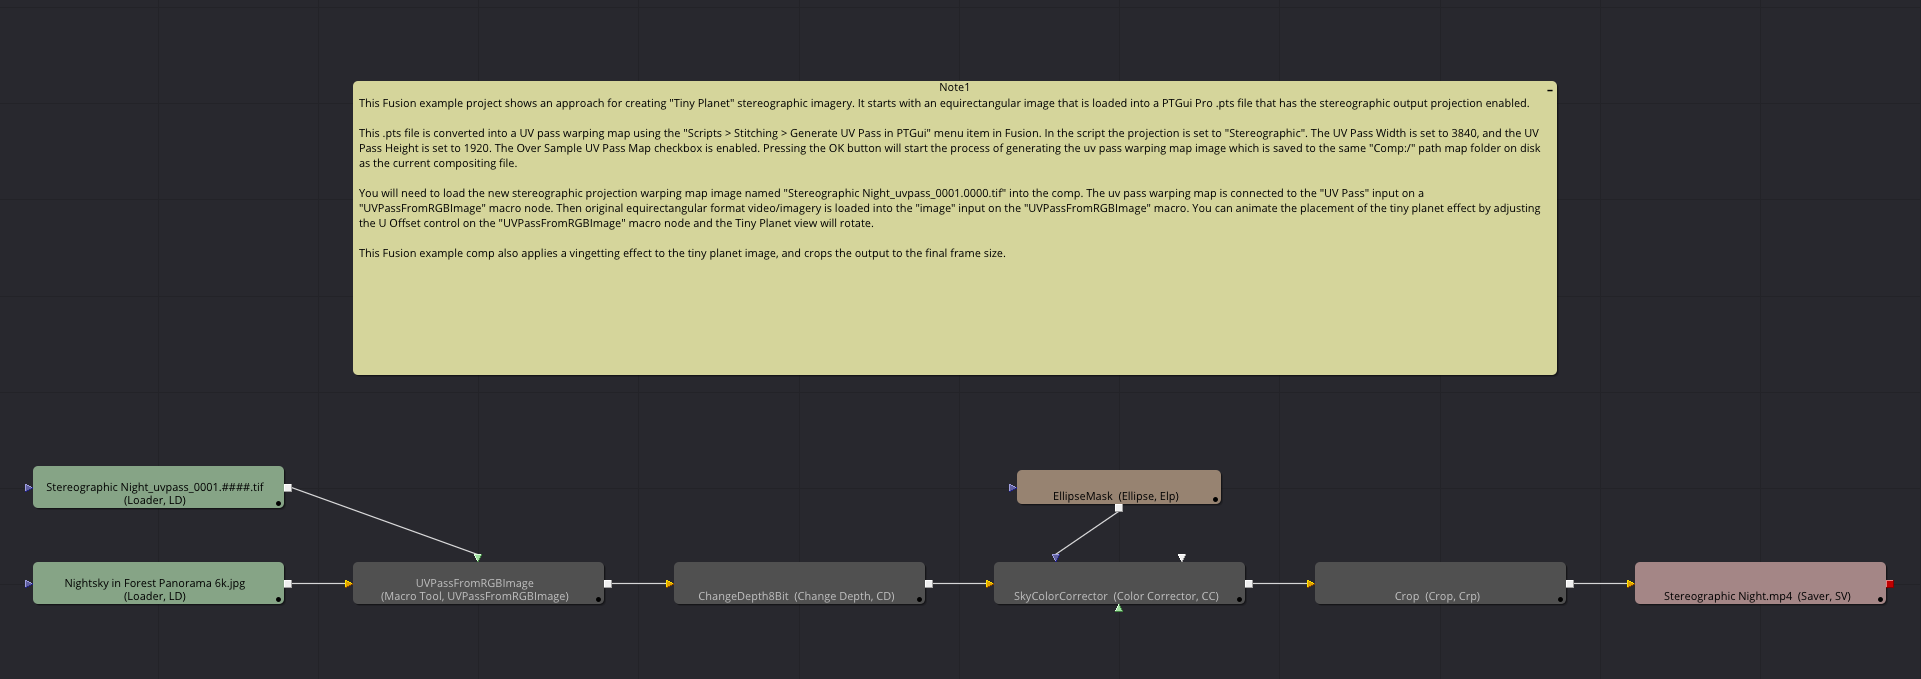 Note1
This Fusion example project shows an approach for creating "Tiny Planet" stereographic imagery. It starts with an equirectangular image that is loaded into a PTGui Pro .pts file that has the stereographic output projection enabled.
This .pts file is converted into a UV pass warping map using the "Scripts > Stitching > Generate UV Pass in PTGui" menu item in Fusion. In the script the projection is set to "Stereographic". The UV Pass Width is set to 3840, and the UV
Pass Height is set to 1920. The Over Sample UV Pass Map checkbox is enabled. Pressing the OK button will start the process of generating the uv pass warping map image which is saved to the same "Comp:/" path map folder on disk
as the current compositing file.
You will need to load the new stereographic projection warping map image named "Stereographic Night_uvpass_0001.0000.tif" into the comp. The uv pass warping map is connected to the "UV Pass" input on a
"UVPassFromRGBImage" macro node. Then original equirectangular format video/imagery is loaded into the "image" input on the "UVPassFromRGBImage" macro. You can animate the placement of the tiny planet effect by adjusting
the U Offset control on the "UVPassFromRGBImage" macro node and the Tiny Planet view will rotate.
This Fusion example comp also applies a vingetting effect to the tiny planet image, and crops the output to the final frame size.
Stereographic Night_uvpass_0001.####.tif
(Loader, LD)
EllipseMask (Ellipse, Elp)
Nightsky in Forest Panorama 6k.jpg
(Loader, LD)
UVPassFromRGBImage
(Macro Tool, UVPassFromRGBImage)
ChangeDepth8Bit (Change Depth, CD)
SkyColorCorrector (Color Corrector, CC)
Crop (Crop, Crp)
Stereographic Night.mp4 (Saver, SV)